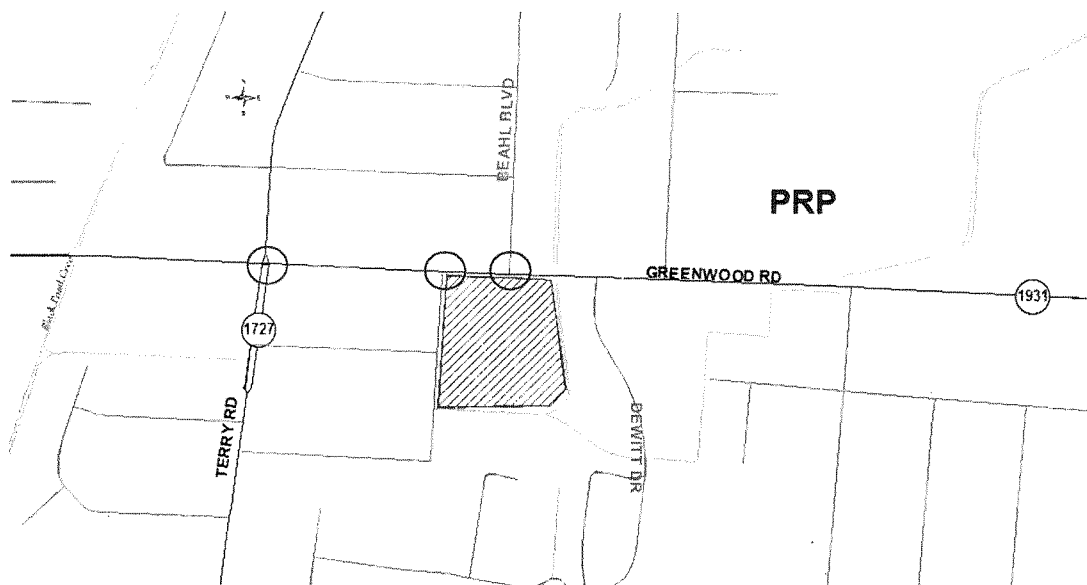 BEAHL BLVD
PRP
GREENWOOD RD
1931
1727
TERRY RD
DEWITT DR